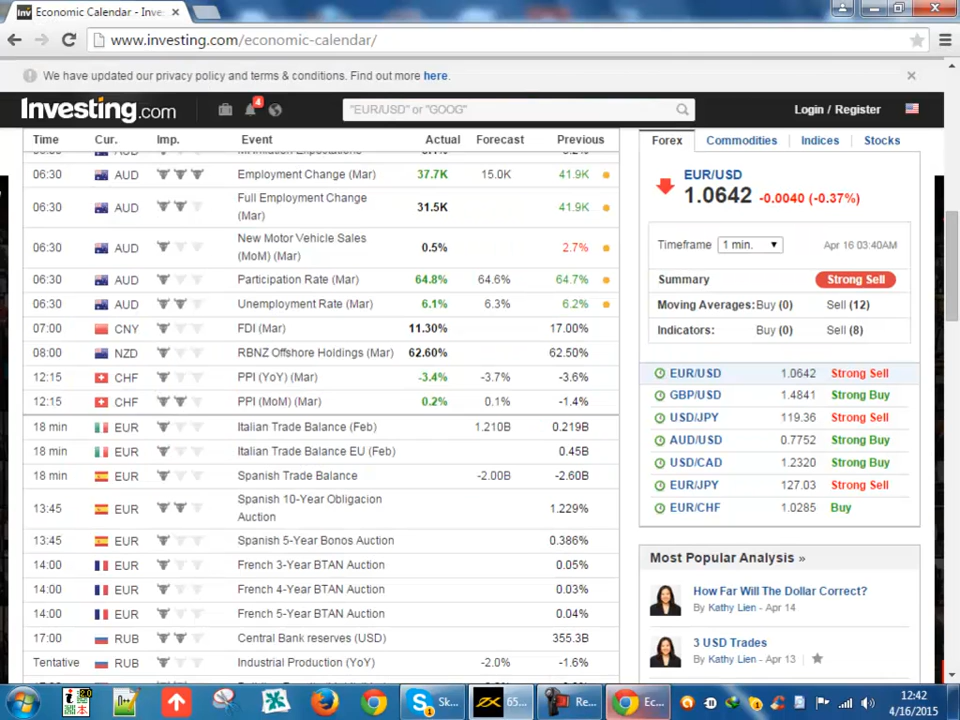 Economic Calendar - Inve:
www.investing.com/economic-calendar/
We have updated our privacy policy and terms & conditions. Find out more here.
Investing.com
4
"EUR/USD" or "GOOG"
Login / Register
Time Cur. Imp. Event Actual Forecast Previous
06:30 AUD Employment Change (Mar) 37.7K 15.0K 41.9K
06:30 AUD Full Employment Change (Mar) 31.5K 41.9K
06:30 AUD New Motor Vehicle Sales (MoM) (Mar) 0.5% 2.7%
06:30 AUD Participation Rate (Mar) 64.8% 64.6% 64.7%
06:30 AUD Unemployment Rate (Mar) 6.1% 6.3% 6.2%
07:00 CNY FDI (Mar) 11.30% 17.00%
08:00 NZD RBNZ Offshore Holdings (Mar) 62.60% 62.50%
12:15 CHF PPI (YoY) (Mar) -3.4% -3.7% -3.6%
12:15 CHF PPI (MoM) (Mar) 0.2% 0.1% -1.4%
18 min EUR Italian Trade Balance (Feb) 1.210B 0.219B
18 min EUR Italian Trade Balance EU (Feb) 0.45B
18 min EUR Spanish Trade Balance -2.00B -2.60B
13:45 EUR Spanish 10-Year Obligacion Auction 1.229%
13:45 EUR Spanish 5-Year Bonos Auction 0.386%
14:00 EUR French 3-Year BTAN Auction 0.05%
14:00 EUR French 4-Year BTAN Auction 0.03%
14:00 EUR French 5-Year BTAN Auction 0.04%
17:00 RUB Central Bank reserves (USD) 355.3B
Tentative RUB Industrial Production (YoY) -2.0% -1.6%
Forex Commodities Indices Stocks
EUR/USD
1.0642 -0.0040 (-0.37%)
Timeframe 1 min. Apr 16 03:40AM
Summary Strong Sell
Moving Averages: Buy (0) Sell (12)
Indicators: Buy (0) Sell (8)
EUR/USD 1.0642 Strong Sell
GBP/USD 1.4841 Strong Buy
USD/JPY 119.36 Strong Sell
AUD/USD 0.7752 Strong Buy
USD/CAD 1.2320 Strong Buy
EUR/JPY 127.03 Strong Sell
EUR/CHF 1.0285 Buy
Most Popular Analysis »
How Far Will The Dollar Correct?
By Kathy Lien - Apr 14
3 USD Trades
By Kathy Lien - Apr 13
Sk... 65... Re... Ec...
12:42
4/16/2015